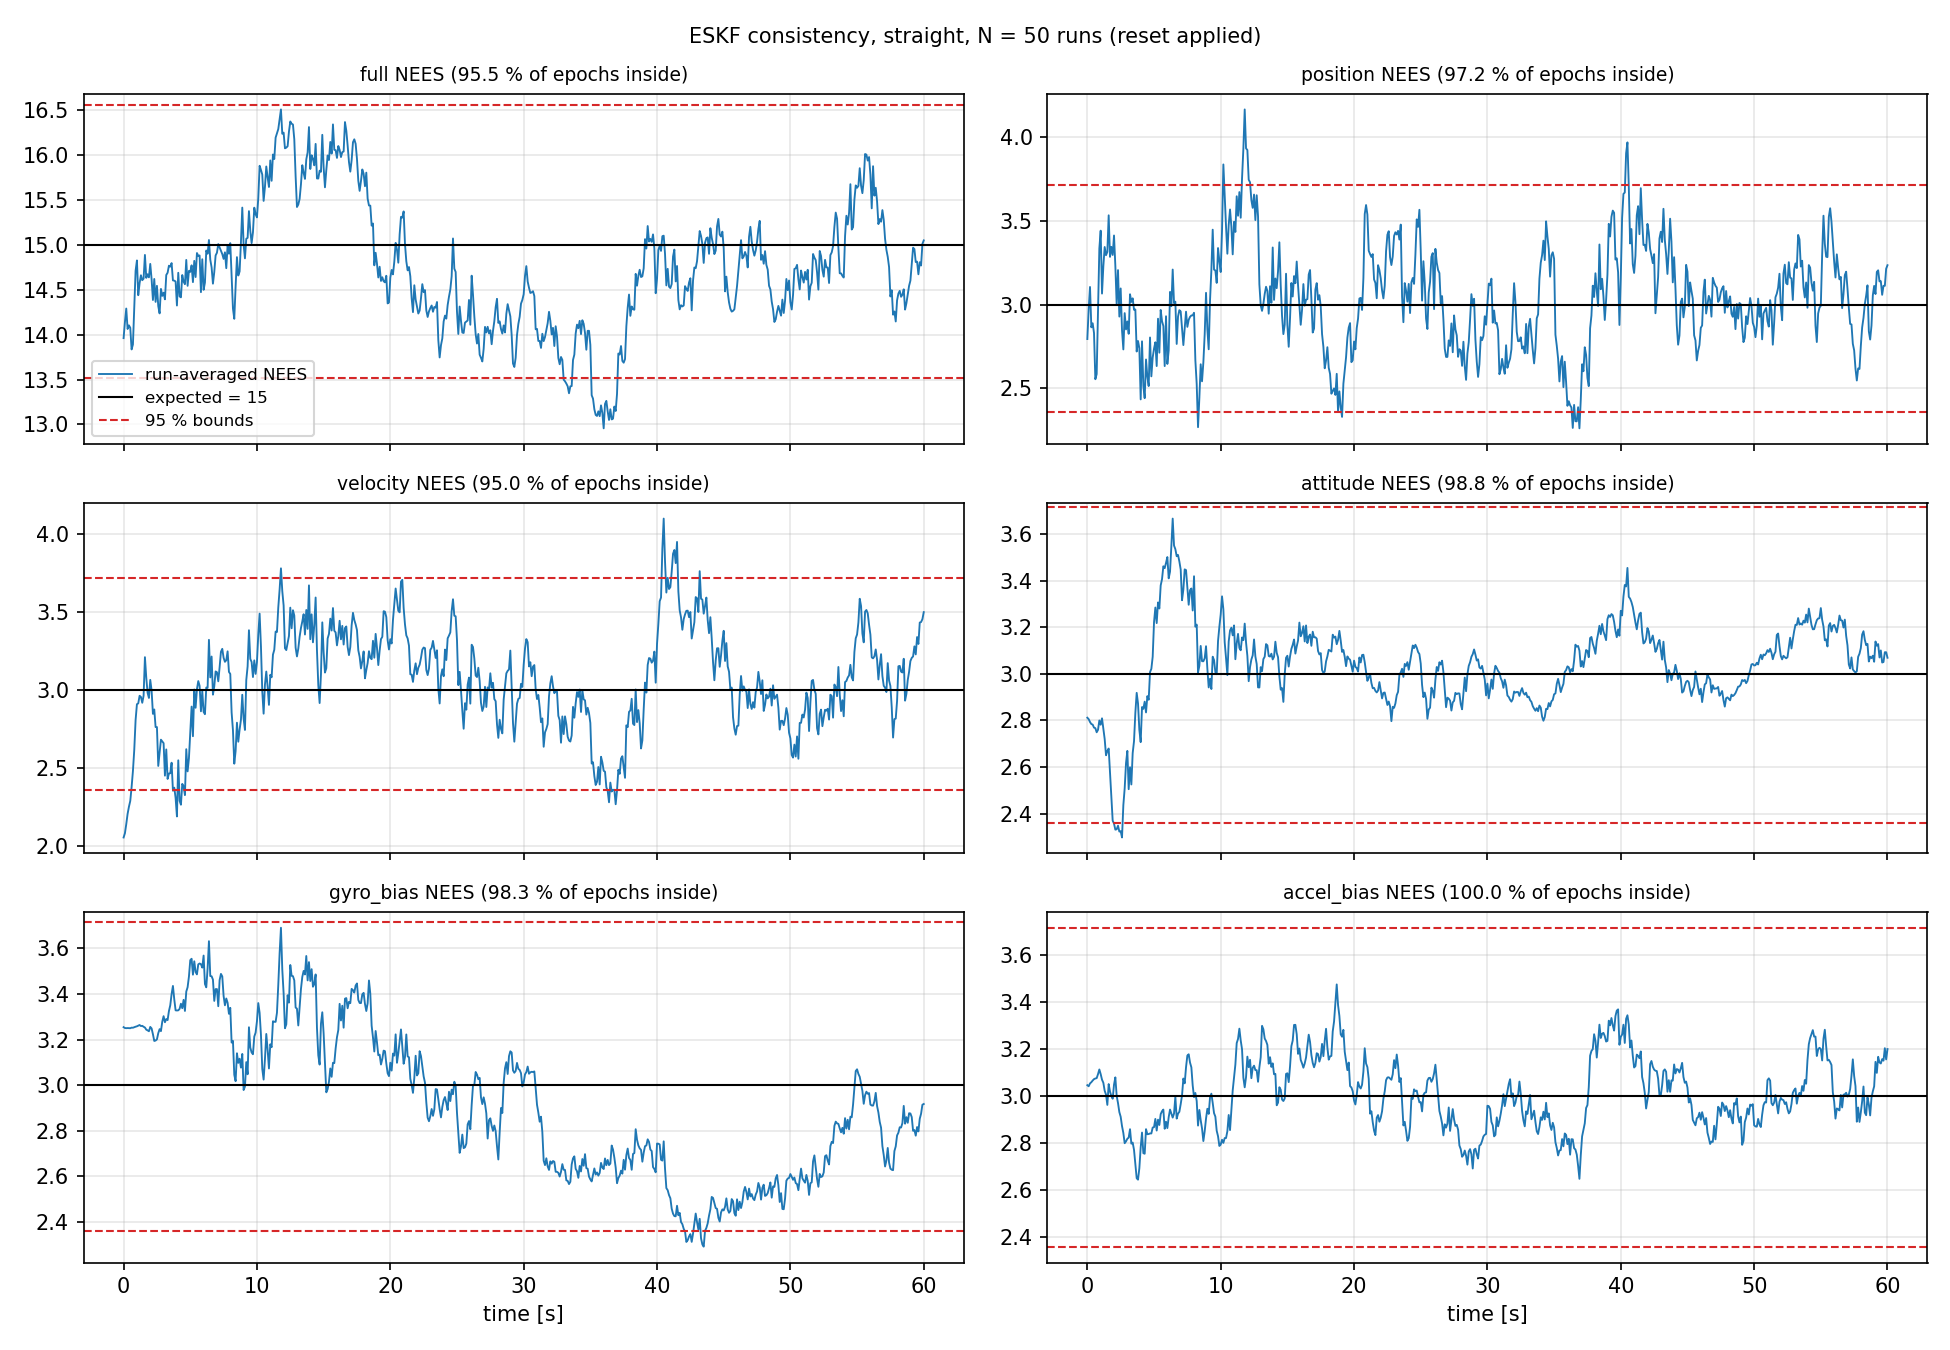 ESKF consistency, straight, N = 50 runs (reset applied)
full NEES (95.5 % of epochs inside)
16.5
16.0
15.5
15.0
14.5
14.0
13.5
13.0
run-averaged NEES
expected = 15
95 % bounds
position NEES (97.2 % of epochs inside)
4.0
3.5
3.0
2.5
velocity NEES (95.0 % of epochs inside)
4.0
3.5
3.0
2.5
2.0
attitude NEES (98.8 % of epochs inside)
3.6
3.4
3.2
3.0
2.8
2.6
2.4
gyro_bias NEES (98.3 % of epochs inside)
3.6
3.4
3.2
3.0
2.8
2.6
2.4
0 10 20 30 40 50 60
time [s]
accel_bias NEES (100.0 % of epochs inside)
3.6
3.4
3.2
3.0
2.8
2.6
2.4
0 10 20 30 40 50 60
time [s]